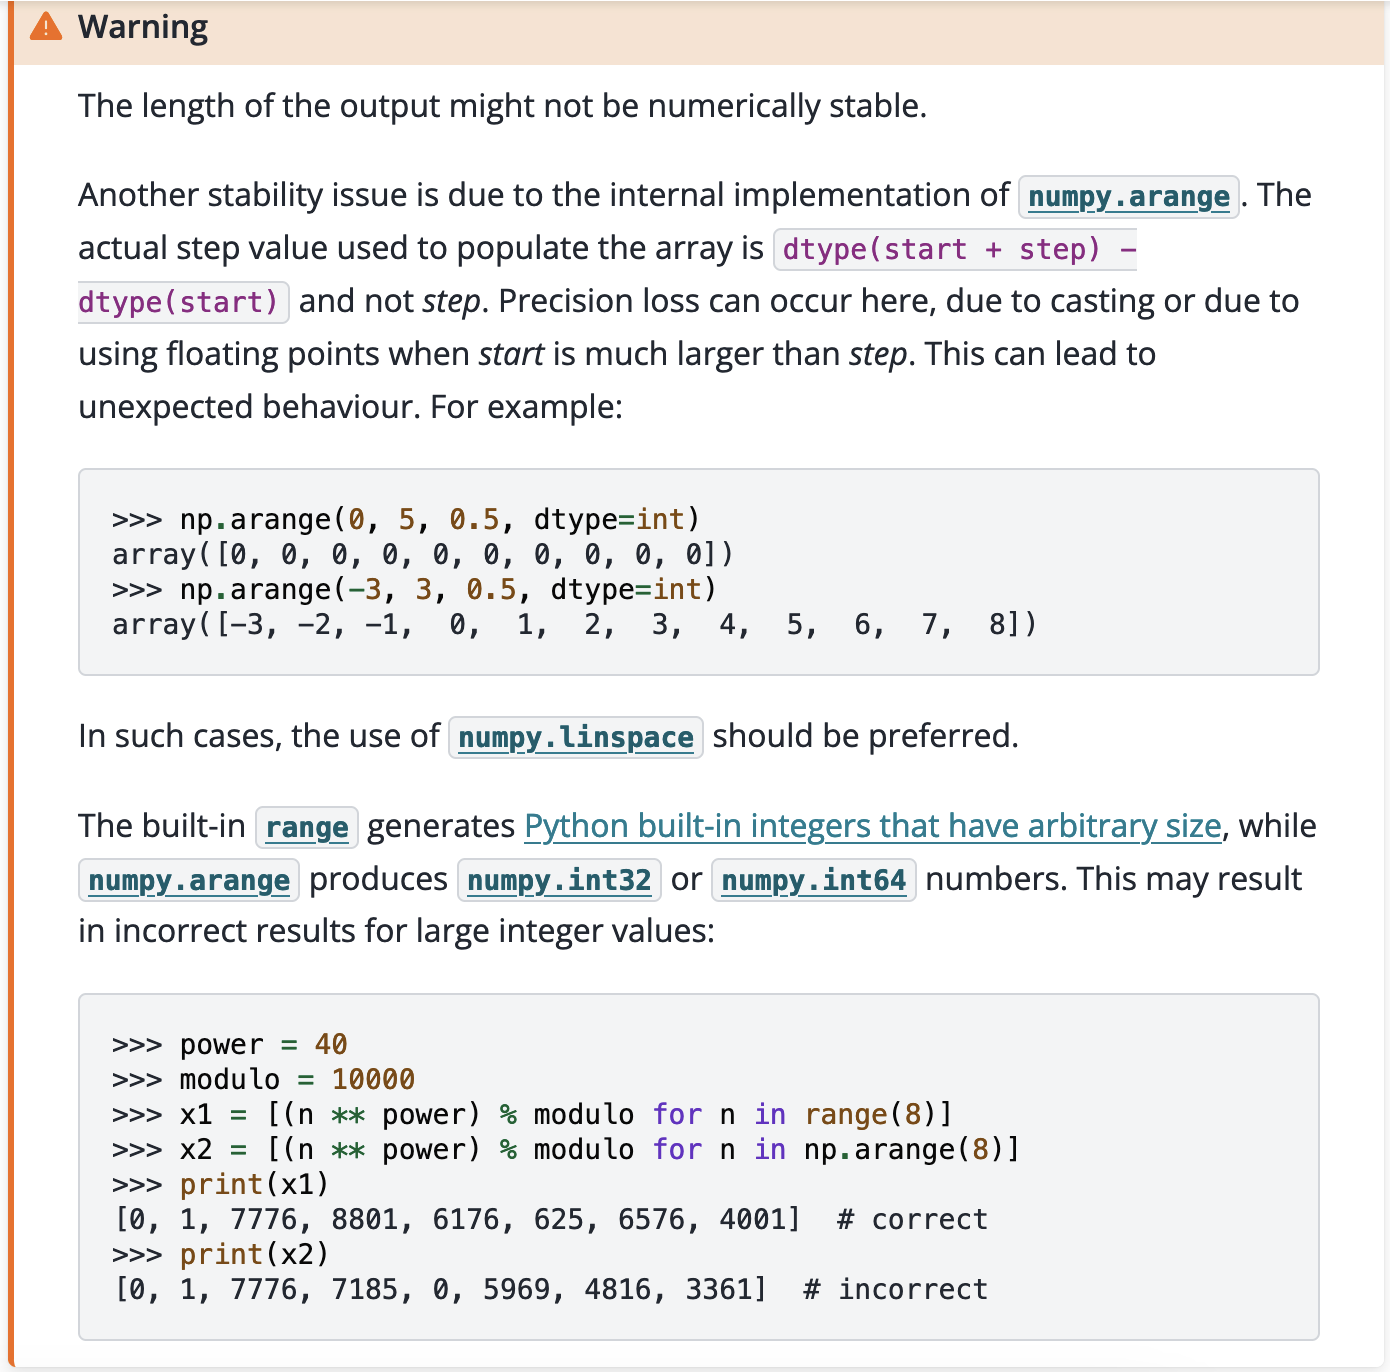 Warning
The length of the output might not be numerically stable.
Another stability issue is due to the internal implementation of numpy.arange. The
actual step value used to populate the array is dtype(start + step) -
dtype(start) and not step. Precision loss can occur here, due to casting or due to
using floating points when start is much larger than step. This can lead to
unexpected behaviour. For example:
>>> np.arange(0, 5, 0.5, dtype=int)
array([0, 0, 0, 0, 0, 0, 0, 0, 0, 0])
>>> np.arange(-3, 3, 0.5, dtype=int)
array([-3, -2, -1,  0,  1,  2,  3,  4,  5,  6,  7,  8])
In such cases, the use of numpy.linspace should be preferred.
The built-in range generates Python built-in integers that have arbitrary size, while
numpy.arange produces numpy.int32 or numpy.int64 numbers. This may result
in incorrect results for large integer values:
>>> power = 40
>>> modulo = 10000
>>> x1 = [(n ** power) % modulo for n in range(8)]
>>> x2 = [(n ** power) % modulo for n in np.arange(8)]
>>> print(x1)
[0, 1, 7776, 8801, 6176, 625, 6576, 4001]  # correct
>>> print(x2)
[0, 1, 7776, 7185, 0, 5969, 4816, 3361]  # incorrect